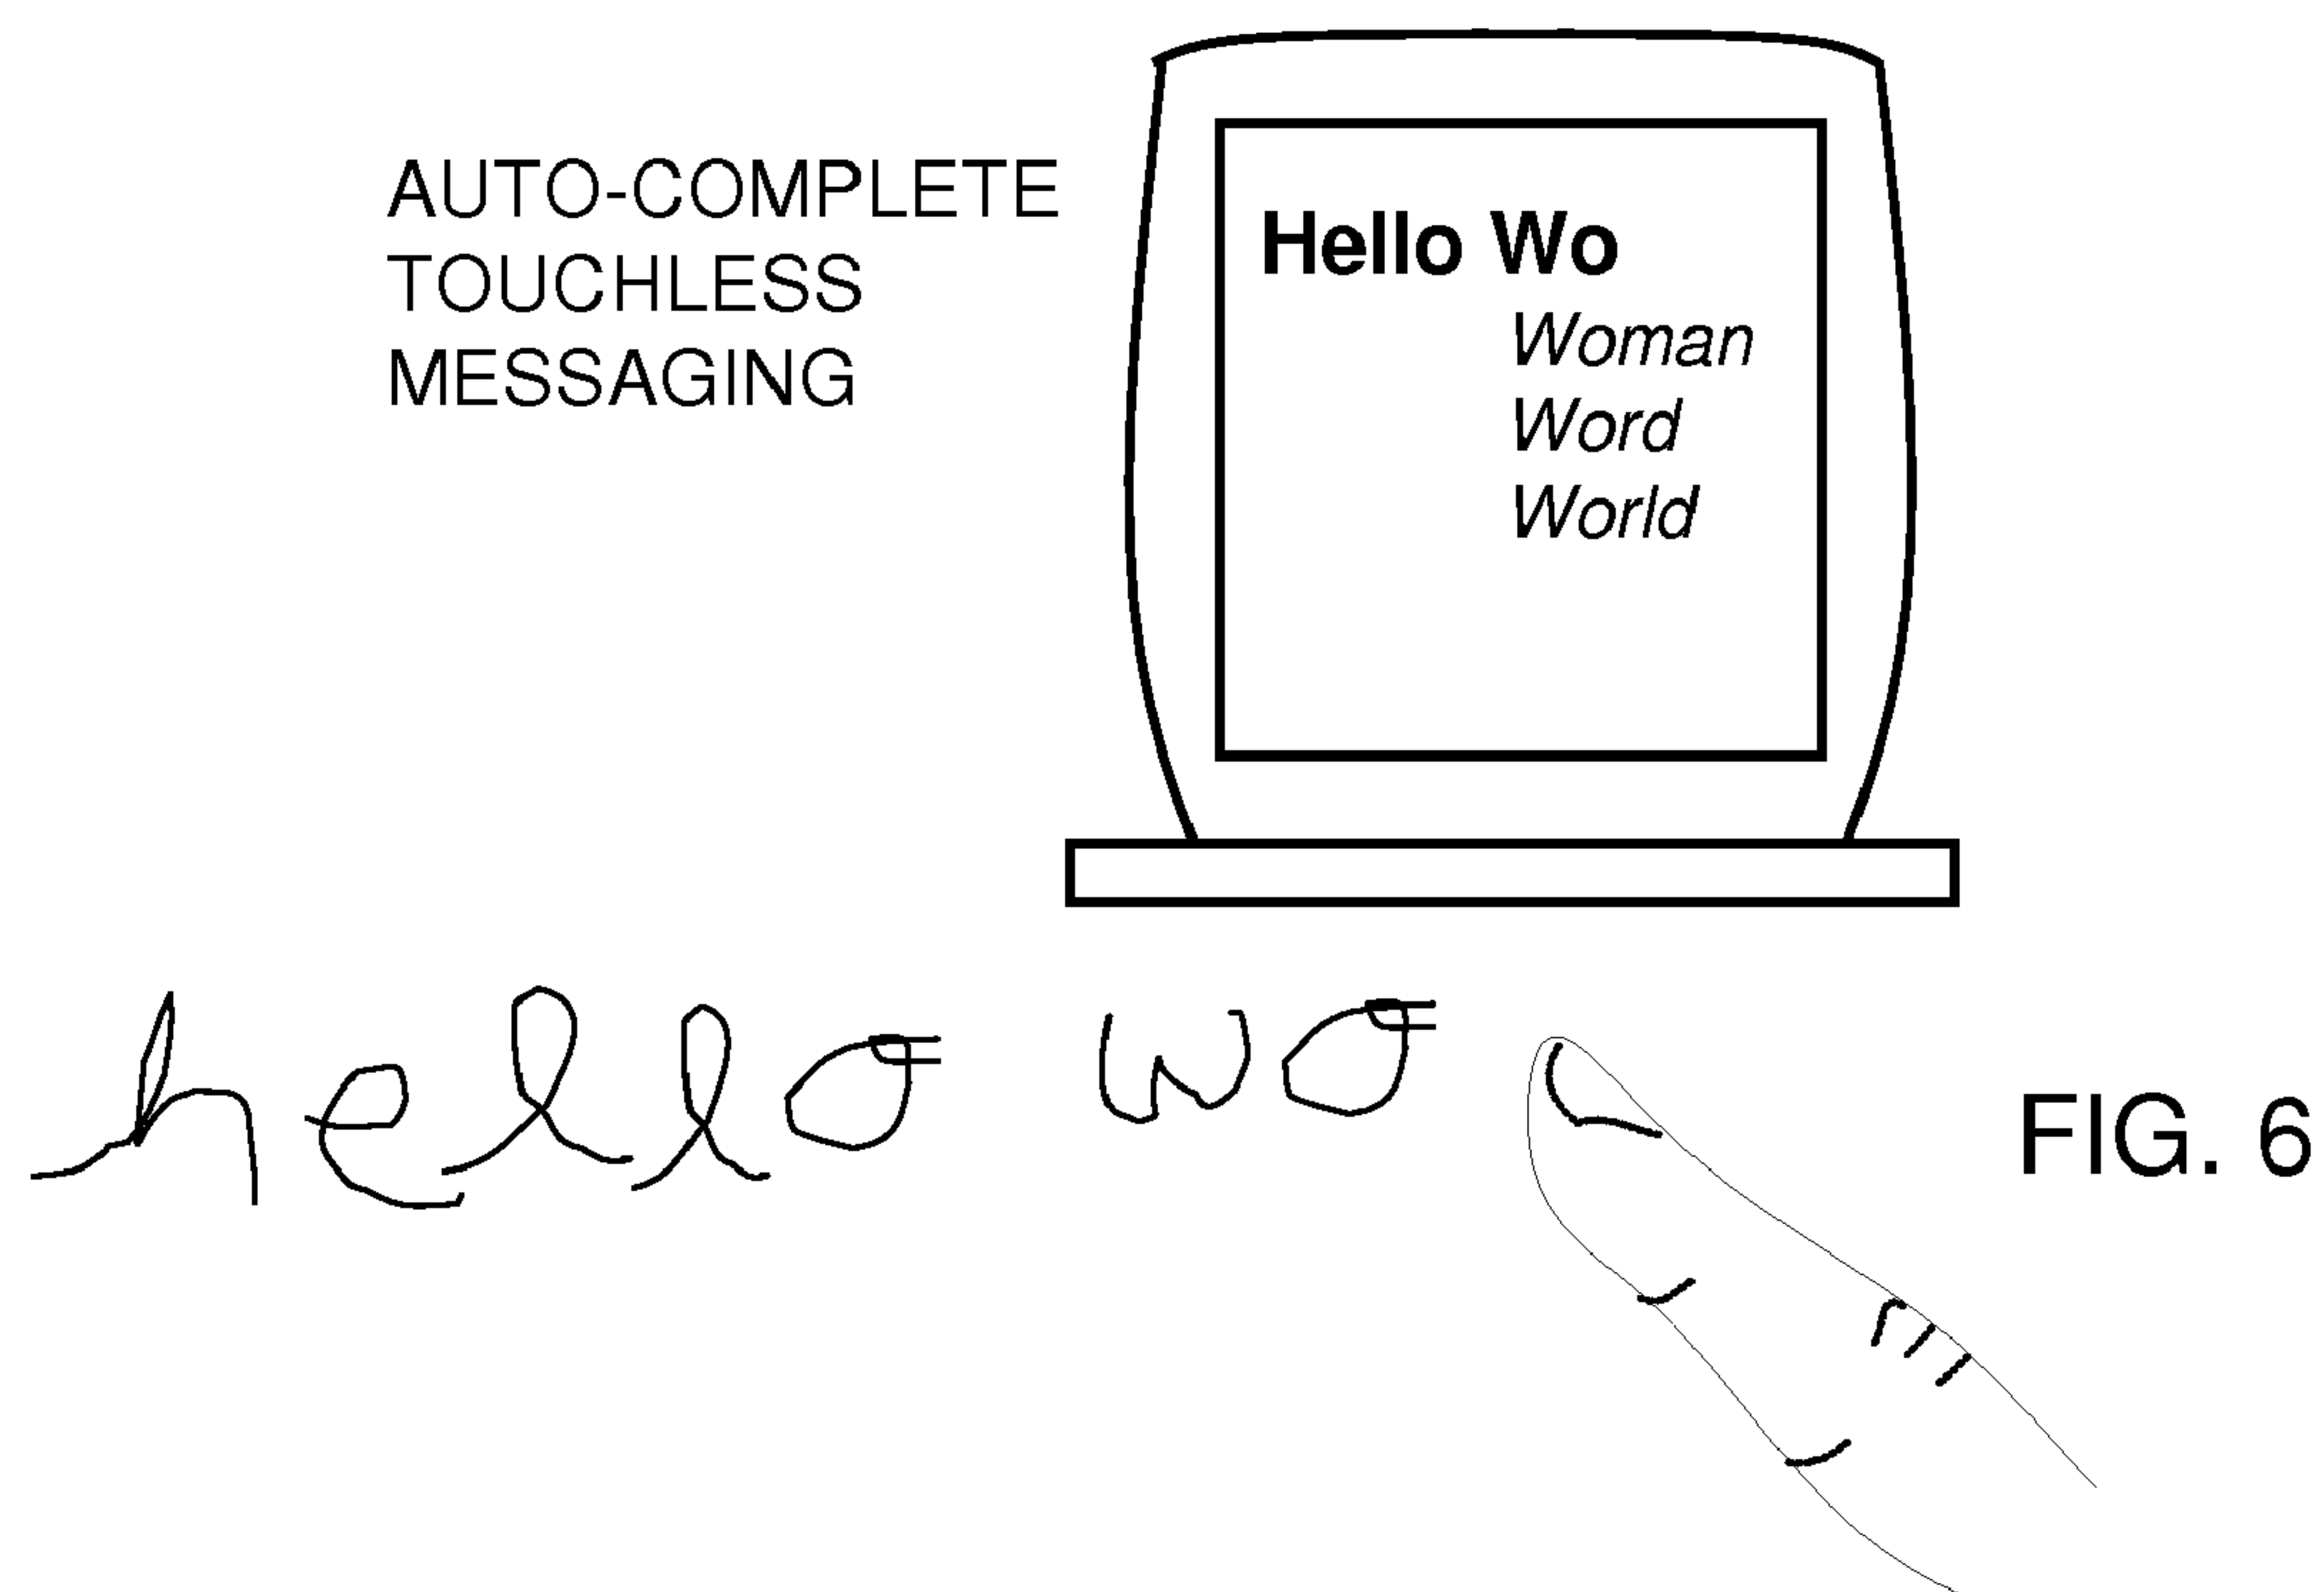 AUTO-COMPLETE
TOUCHLESS
MESSAGING
Hello Wo
Woman
Word
World
hello wo
FIG. 6